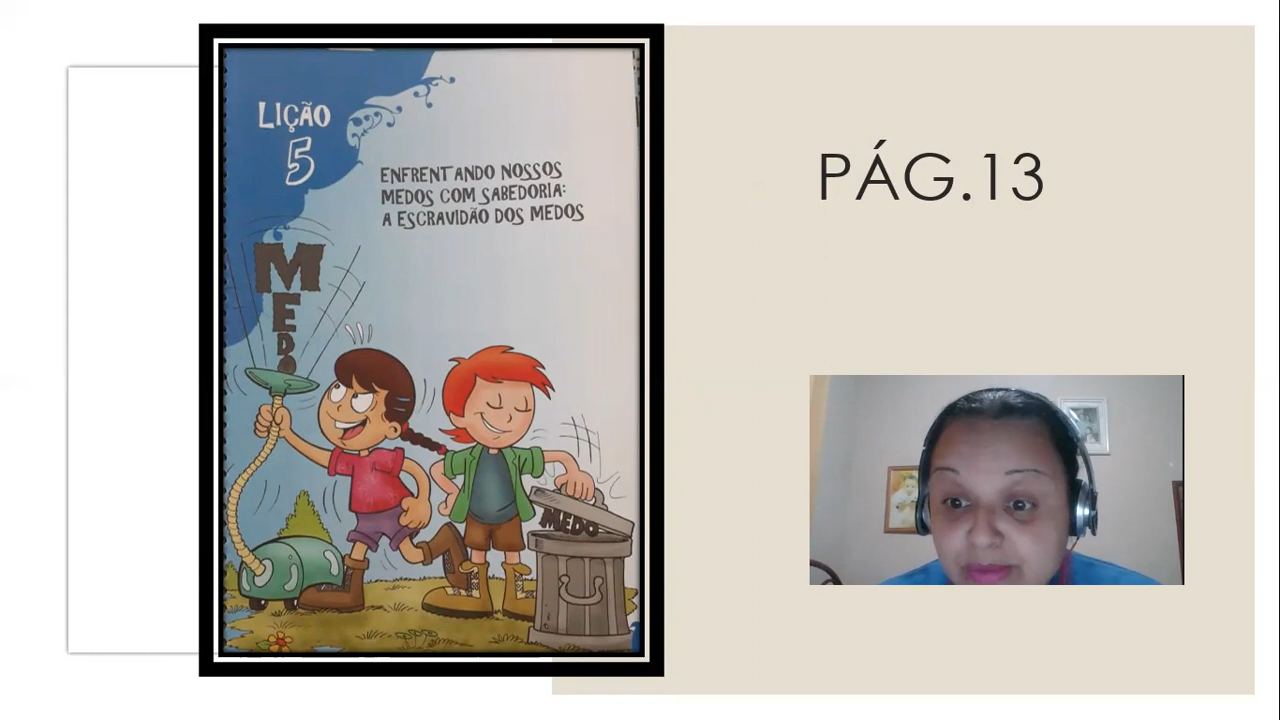 LIÇÃO
5
ENFRENTANDO NOSSOS
MEDOS COM SABEDORIA:
A ESCRAVIDÃO DOS MEDOS
MEDO
MEDO
PÁG.13